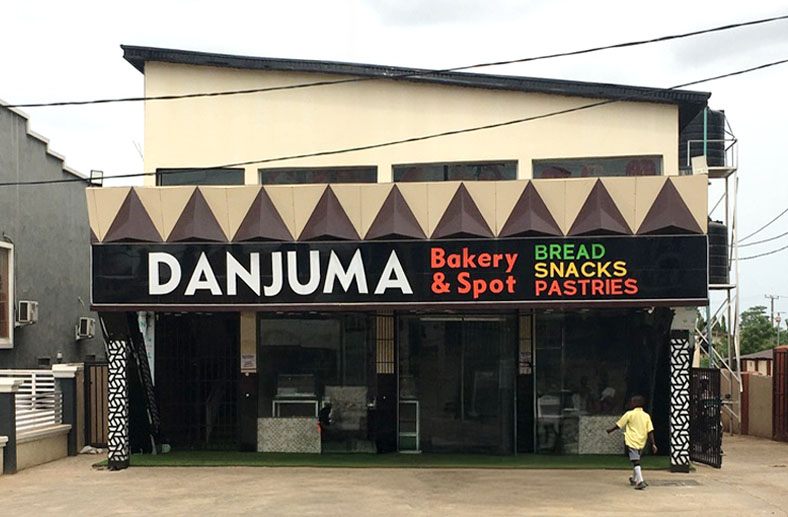 DANJUMA
Bakery
& Spot
BREAD
SNACKS
PASTRIES